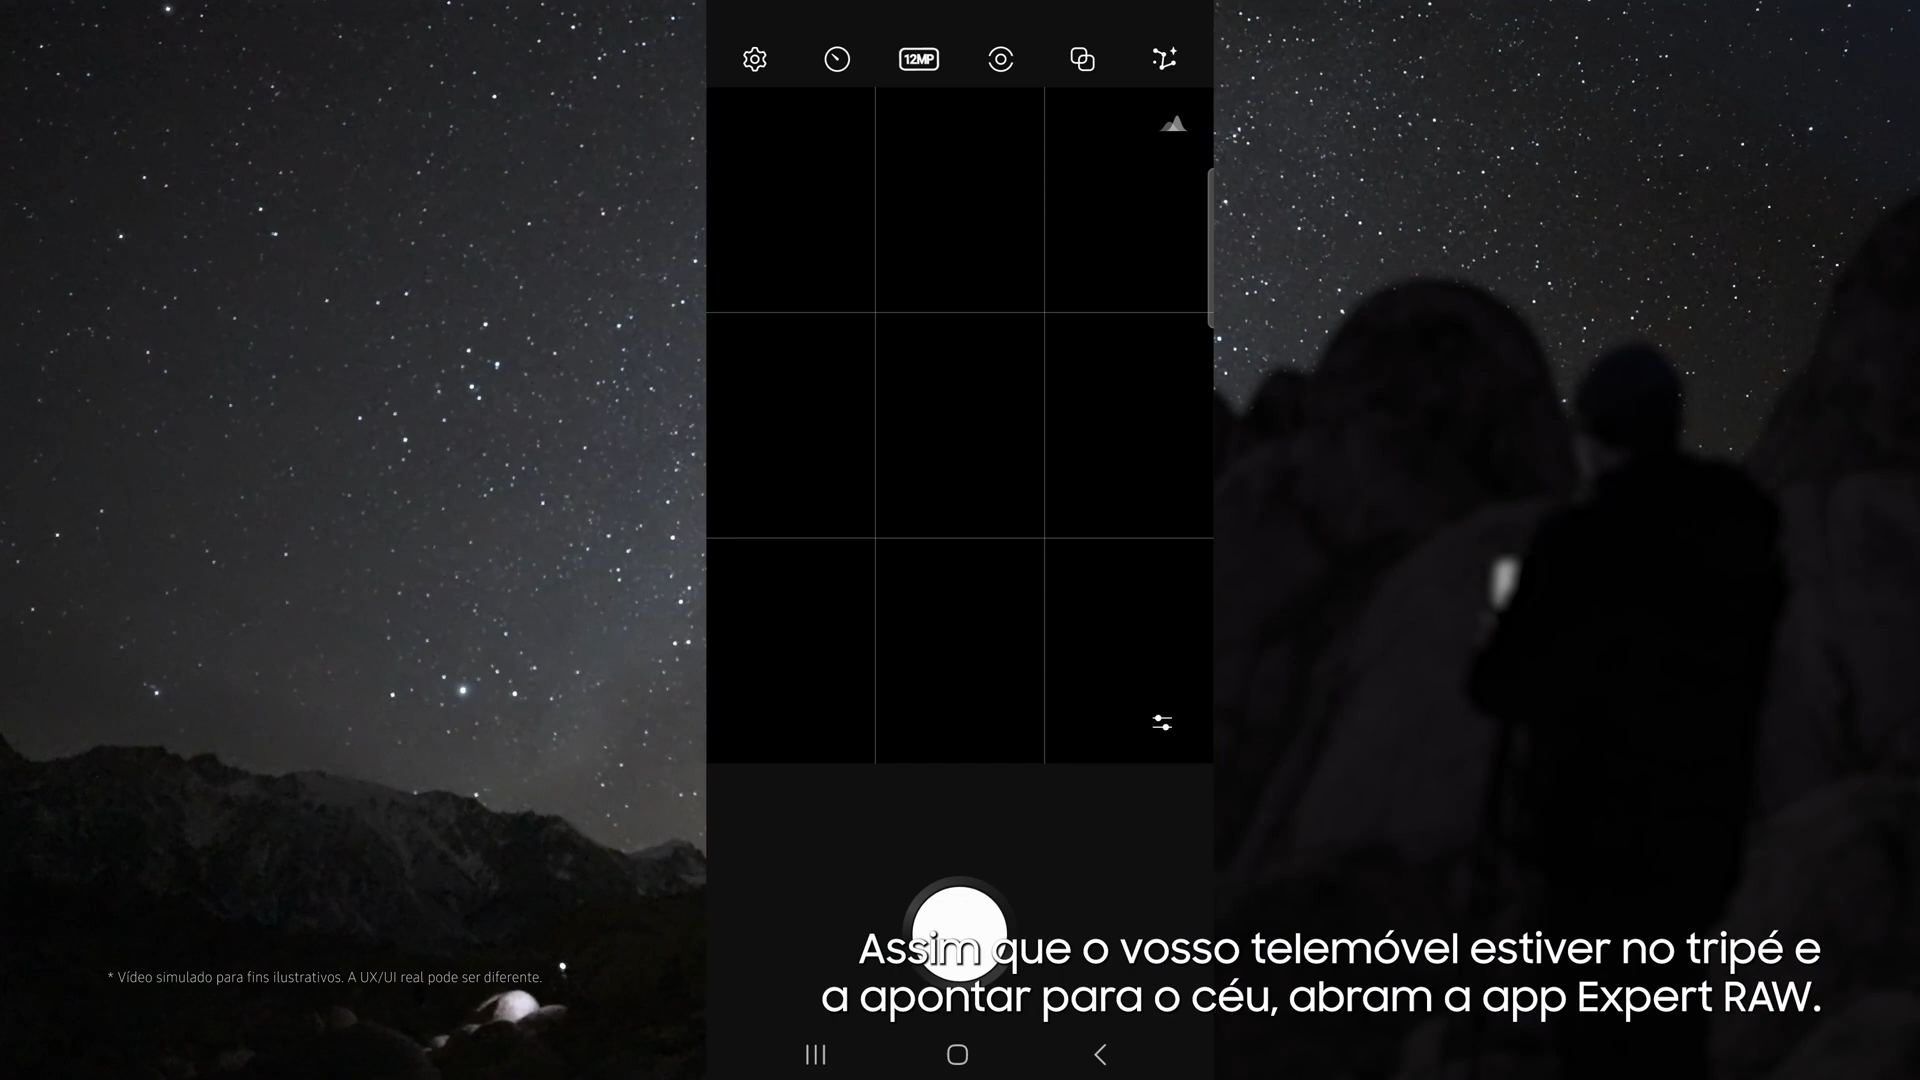 12MP
* Vídeo simulado para fins ilustrativos. A UX/UI real pode ser diferente.
Assim que o vosso telemóvel estiver no tripé e
a apontar para o céu, abram a app Expert RAW.